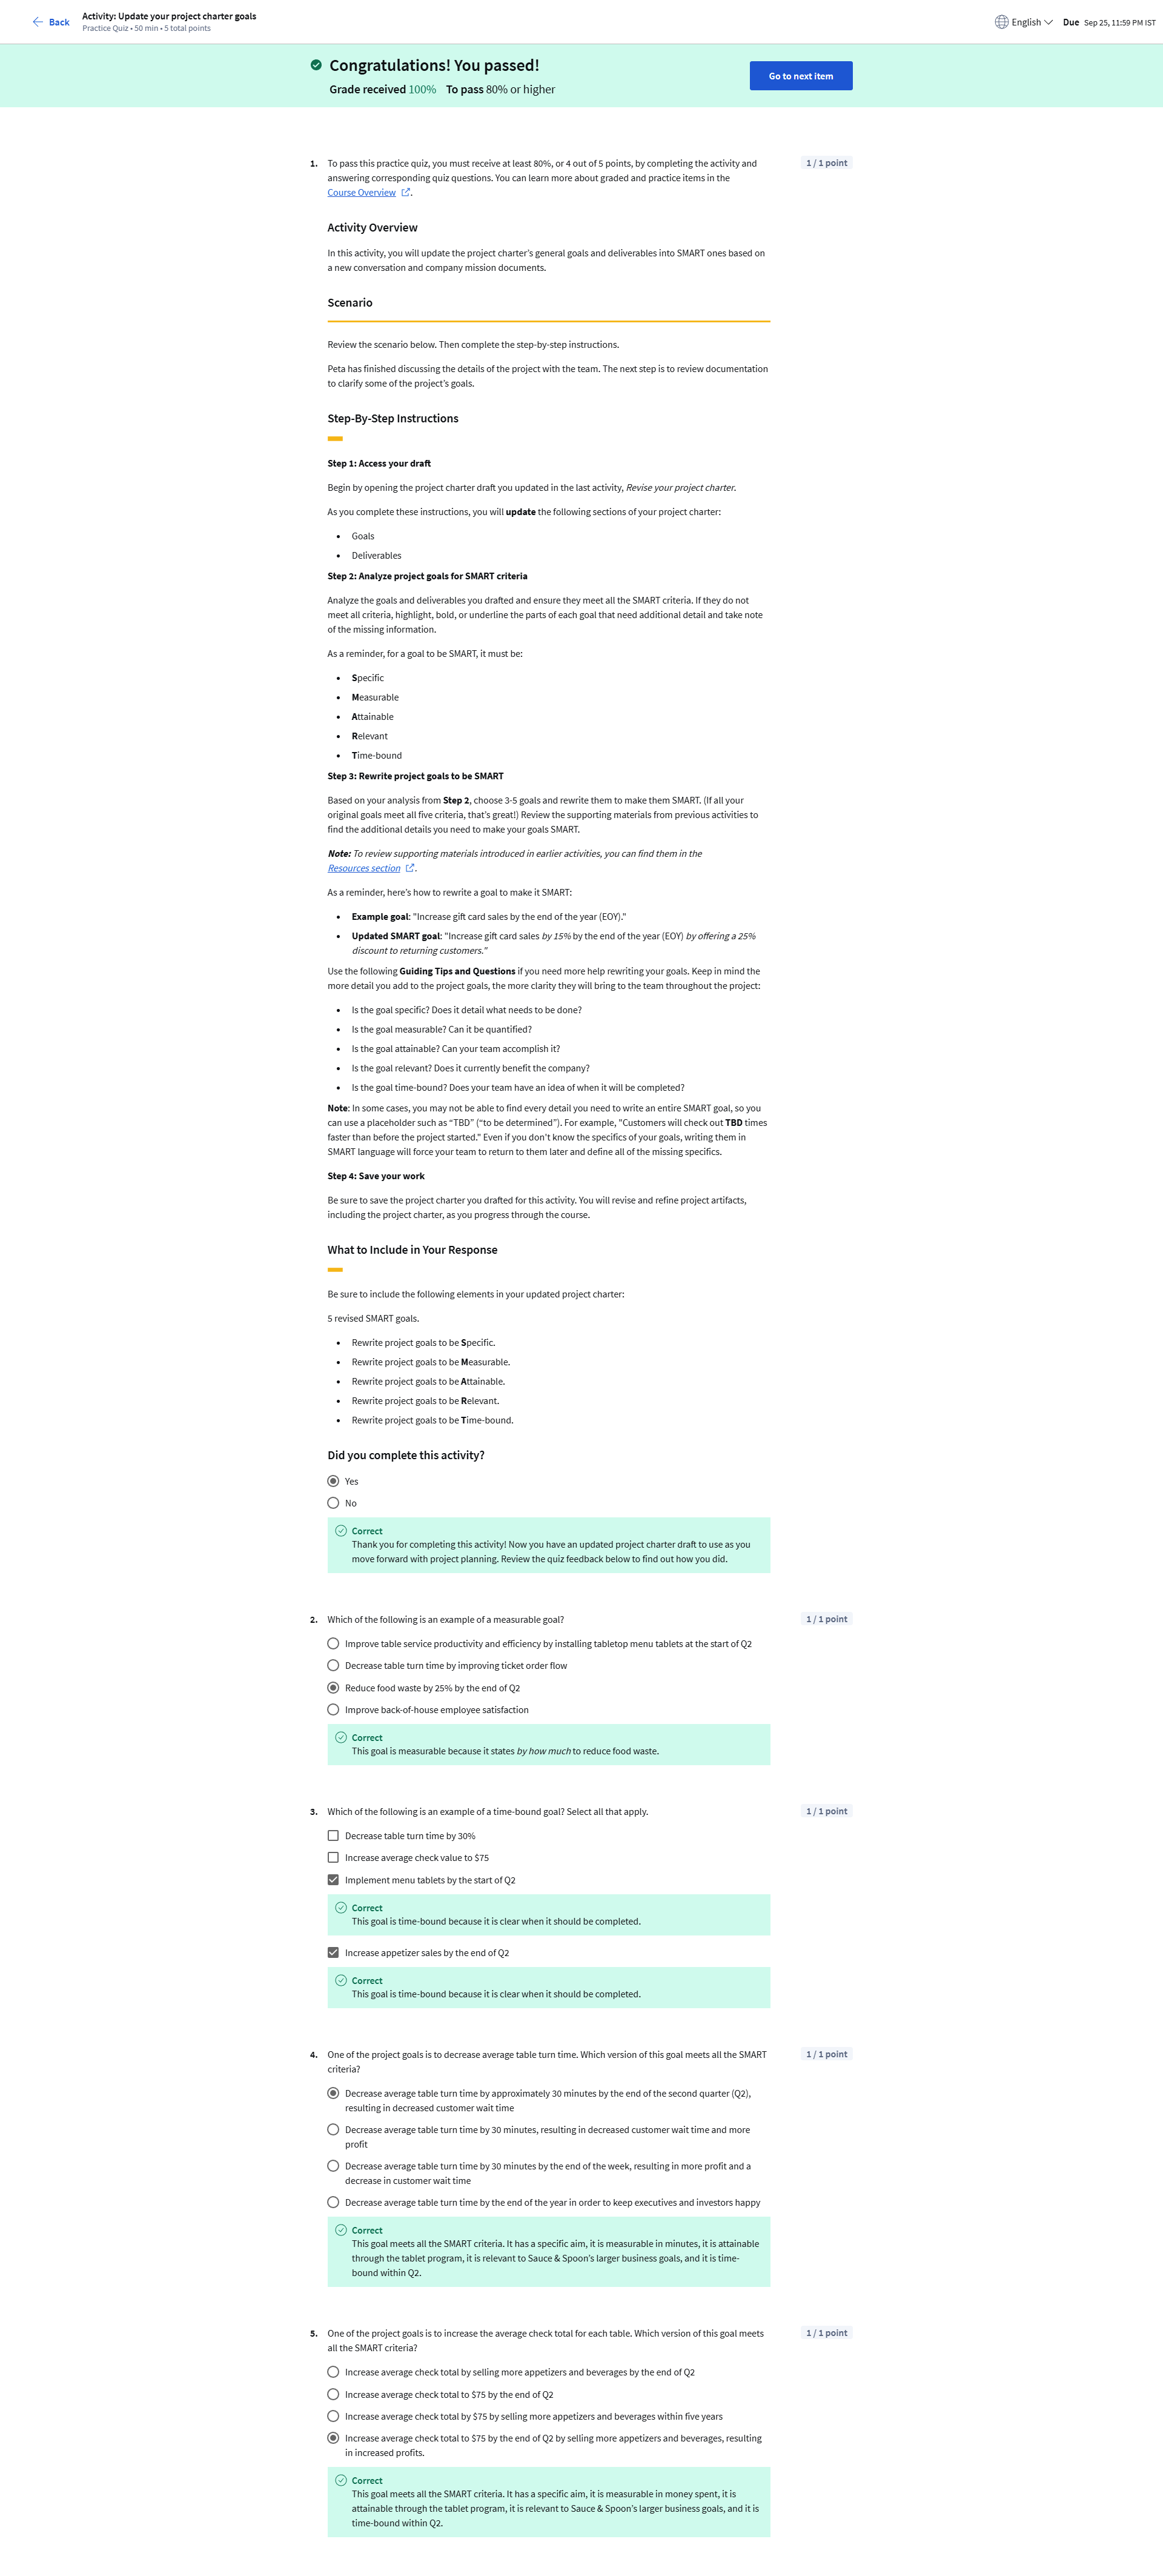 Back
Activity: Update your project charter goals
Practice Quiz • 50 min • 5 total points
English
Due Sep 25, 11:59 PM IST
Congratulations! You passed!
Grade received 100% To pass 80% or higher
Go to next item
1. To pass this practice quiz, you must receive at least 80%, or 4 out of 5 points, by completing the activity and
answering corresponding quiz questions. You can learn more about graded and practice items in the
Course Overview .
1 / 1 point
Activity Overview
In this activity, you will update the project charter’s general goals and deliverables into SMART ones based on
a new conversation and company mission documents.
Scenario
Review the scenario below. Then complete the step-by-step instructions.
Peta has finished discussing the details of the project with the team. The next step is to review documentation
to clarify some of the project’s goals.
Step-By-Step Instructions
Step 1: Access your draft
Begin by opening the project charter draft you updated in the last activity, Revise your project charter.
As you complete these instructions, you will update the following sections of your project charter:
• Goals
• Deliverables
Step 2: Analyze project goals for SMART criteria
Analyze the goals and deliverables you drafted and ensure they meet all the SMART criteria. If they do not
meet all criteria, highlight, bold, or underline the parts of each goal that need additional detail and take note
of the missing information.
As a reminder, for a goal to be SMART, it must be:
• Specific
• Measurable
• Attainable
• Relevant
• Time-bound
Step 3: Rewrite project goals to be SMART
Based on your analysis from Step 2, choose 3-5 goals and rewrite them to make them SMART. (If all your
original goals meet all five criteria, that’s great!) Review the supporting materials from previous activities to
find the additional details you need to make your goals SMART.
Note: To review supporting materials introduced in earlier activities, you can find them in the
Resources section .
As a reminder, here’s how to rewrite a goal to make it SMART:
• Example goal: "Increase gift card sales by the end of the year (EOY)."
• Updated SMART goal: "Increase gift card sales by 15% by the end of the year (EOY) by offering a 25%
discount to returning customers."
Use the following Guiding Tips and Questions if you need more help rewriting your goals. Keep in mind the
more detail you add to the project goals, the more clarity they will bring to the team throughout the project:
• Is the goal specific? Does it detail what needs to be done?
• Is the goal measurable? Can it be quantified?
• Is the goal attainable? Can your team accomplish it?
• Is the goal relevant? Does it currently benefit the company?
• Is the goal time-bound? Does your team have an idea of when it will be completed?
Note: In some cases, you may not be able to find every detail you need to write an entire SMART goal, so you
can use a placeholder such as “TBD” (“to be determined”). For example, "Customers will check out TBD times
faster than before the project started." Even if you don't know the specifics of your goals, writing them in
SMART language will force your team to return to them later and define all of the missing specifics.
Step 4: Save your work
Be sure to save the project charter you drafted for this activity. You will revise and refine project artifacts,
including the project charter, as you progress through the course.
What to Include in Your Response
Be sure to include the following elements in your updated project charter:
5 revised SMART goals.
• Rewrite project goals to be Specific.
• Rewrite project goals to be Measurable.
• Rewrite project goals to be Attainable.
• Rewrite project goals to be Relevant.
• Rewrite project goals to be Time-bound.
Did you complete this activity?
Yes
No
Correct
Thank you for completing this activity! Now you have an updated project charter draft to use as you
move forward with project planning. Review the quiz feedback below to find out how you did.
2. Which of the following is an example of a measurable goal?
1 / 1 point
Improve table service productivity and efficiency by installing tabletop menu tablets at the start of Q2
Decrease table turn time by improving ticket order flow
Reduce food waste by 25% by the end of Q2
Improve back-of-house employee satisfaction
Correct
This goal is measurable because it states by how much to reduce food waste.
3. Which of the following is an example of a time-bound goal? Select all that apply.
1 / 1 point
Decrease table turn time by 30%
Increase average check value to $75
Implement menu tablets by the start of Q2
Correct
This goal is time-bound because it is clear when it should be completed.
Increase appetizer sales by the end of Q2
Correct
This goal is time-bound because it is clear when it should be completed.
4. One of the project goals is to decrease average table turn time. Which version of this goal meets all the SMART
criteria?
1 / 1 point
Decrease average table turn time by approximately 30 minutes by the end of the second quarter (Q2),
resulting in decreased customer wait time
Decrease average table turn time by 30 minutes, resulting in decreased customer wait time and more
profit
Decrease average table turn time by 30 minutes by the end of the week, resulting in more profit and a
decrease in customer wait time
Decrease average table turn time by the end of the year in order to keep executives and investors happy
Correct
This goal meets all the SMART criteria. It has a specific aim, it is measurable in minutes, it is attainable
through the tablet program, it is relevant to Sauce & Spoon’s larger business goals, and it is time-
bound within Q2.
5. One of the project goals is to increase the average check total for each table. Which version of this goal meets
all the SMART criteria?
1 / 1 point
Increase average check total by selling more appetizers and beverages by the end of Q2
Increase average check total to $75 by the end of Q2
Increase average check total by $75 by selling more appetizers and beverages within five years
Increase average check total to $75 by the end of Q2 by selling more appetizers and beverages, resulting
in increased profits.
Correct
This goal meets all the SMART criteria. It has a specific aim, it is measurable in money spent, it is
attainable through the tablet program, it is relevant to Sauce & Spoon’s larger business goals, and it is
time-bound within Q2.